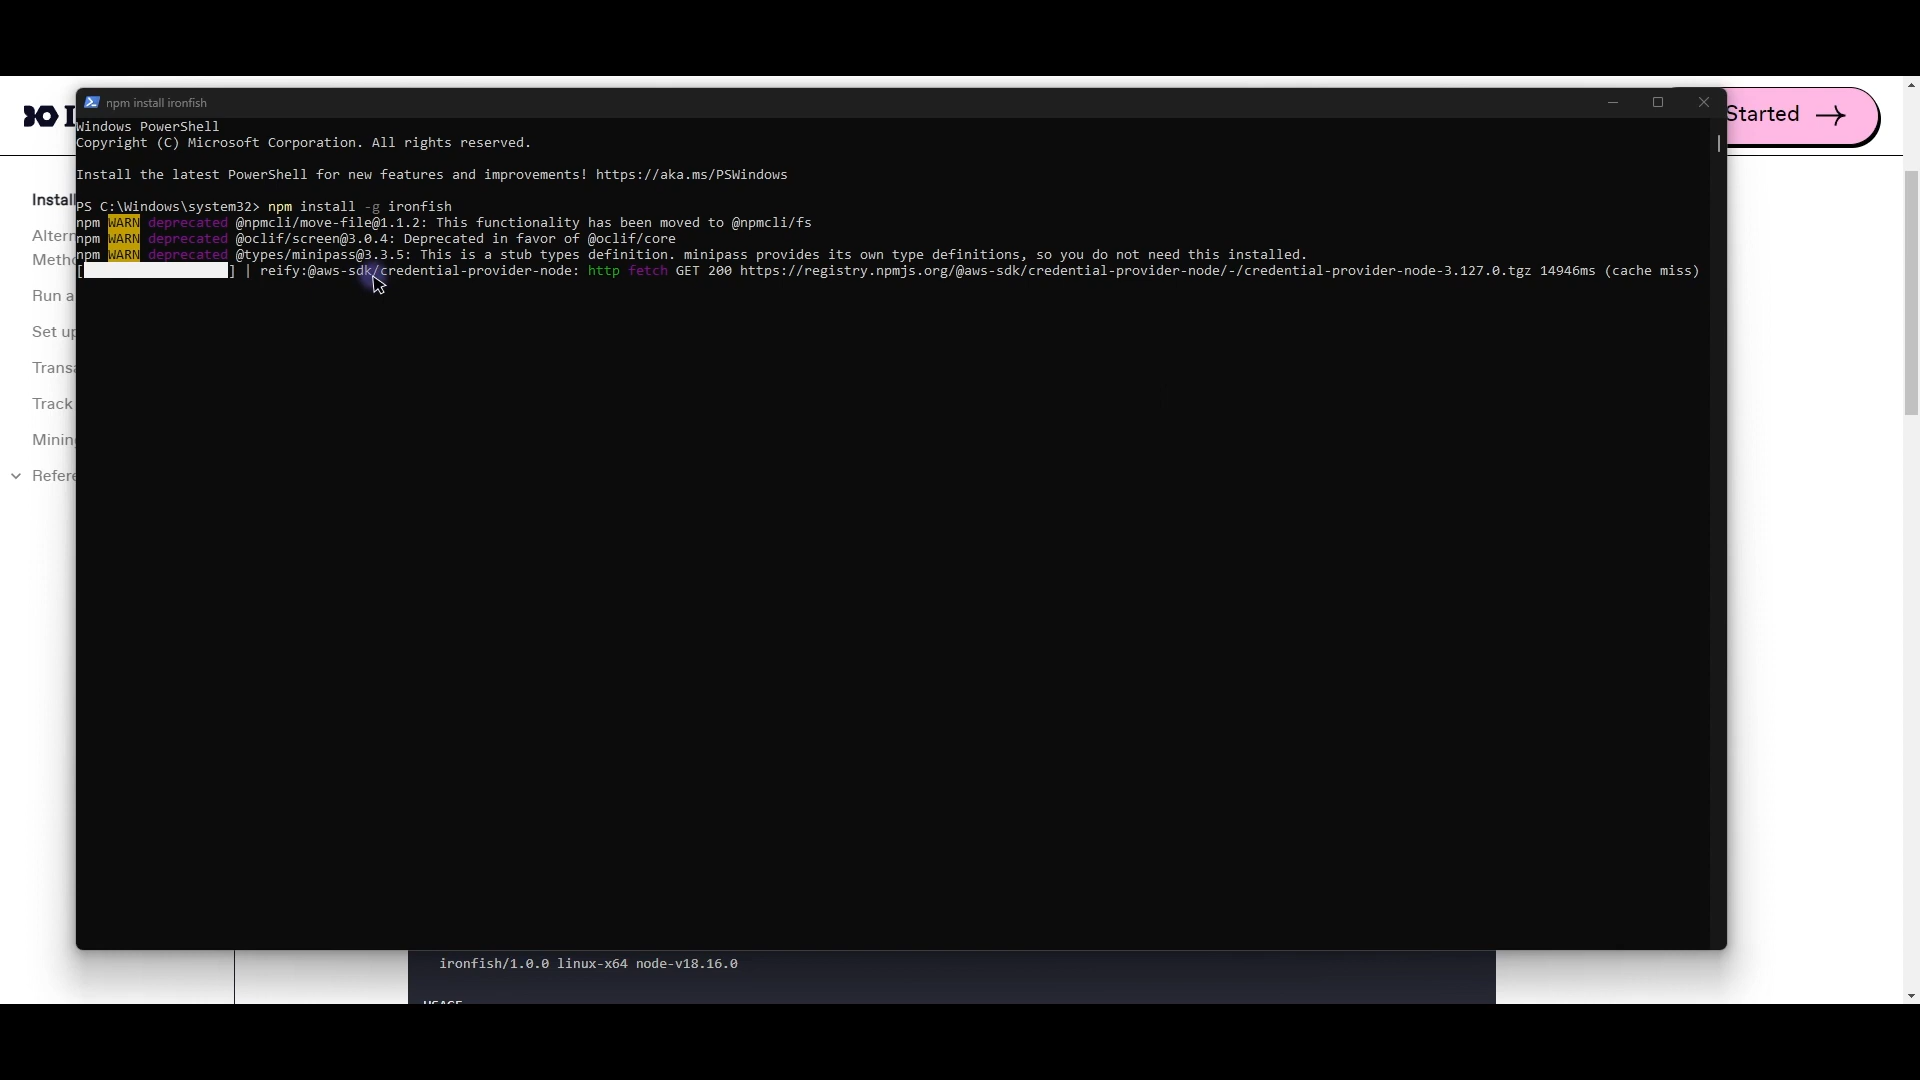 npm install ironfish
Started →
Windows PowerShell
Copyright (C) Microsoft Corporation. All rights reserved.
Install the latest PowerShell for new features and improvements! https://aka.ms/PSWindows
PS C:\Windows\system32> npm install -g ironfish
npm WARN deprecated @npmcli/move-file@1.1.2: This functionality has been moved to @npmcli/fs
npm WARN deprecated @oclif/screen@3.0.4: Deprecated in favor of @oclif/core
npm WARN deprecated @types/minipass@3.3.5: This is a stub types definition. minipass provides its own type definitions, so you do not need this installed.
[                  ] | reify:@aws-sdk/credential-provider-node: http fetch GET 200 https://registry.npmjs.org/@aws-sdk/credential-provider-node/-/credential-provider-node-3.127.0.tgz 14946ms (cache miss)
Install
Altern
Meth
Run a
Set up
Transa
Track
Minin
Refere
ironfish/1.0.0 linux-x64 node-v18.16.0
USAGE